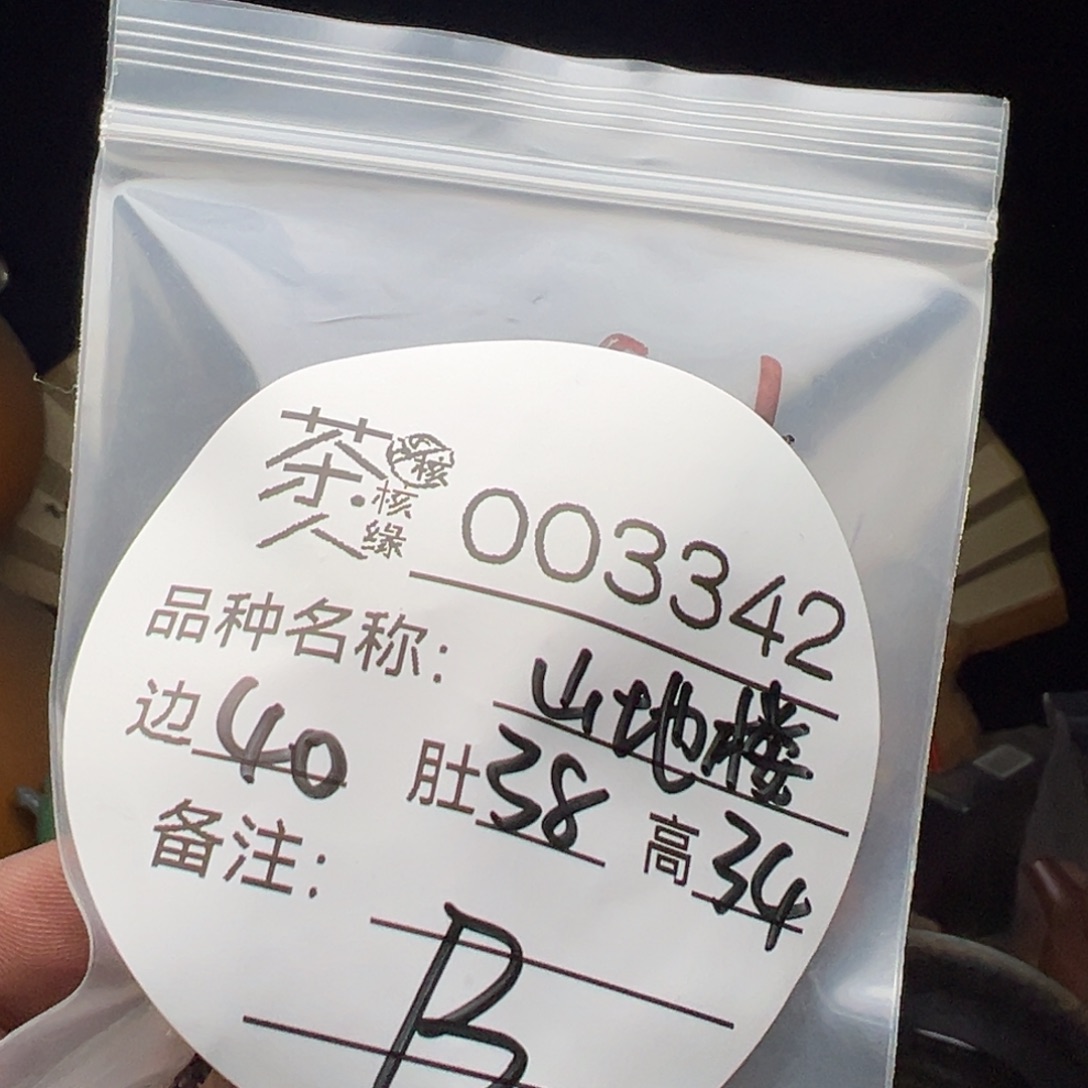 茶人 核缘 003342
品种名称：山地楼
边40 肚38 高34
备注：
B